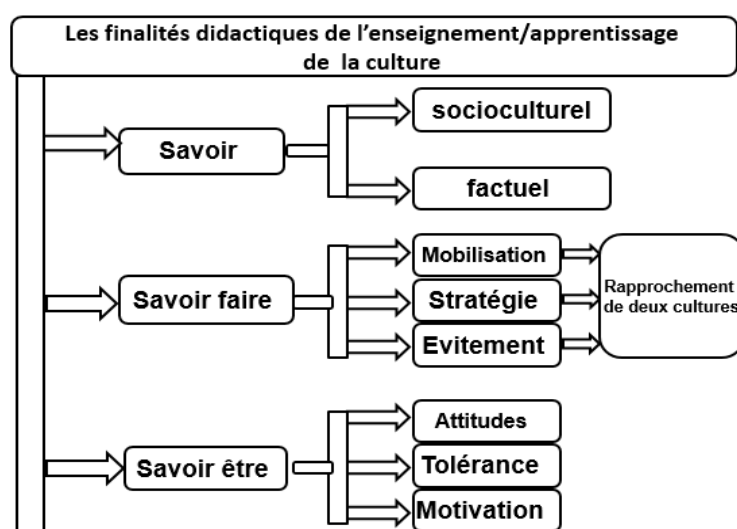 Les finalités didactiques de l’enseignement/apprentissage
de la culture
Savoir
socioculturel
factuel
Savoir faire
Mobilisation
Stratégie
Evitement
Rapprochement
de deux cultures
Savoir être
Attitudes
Tolérance
Motivation